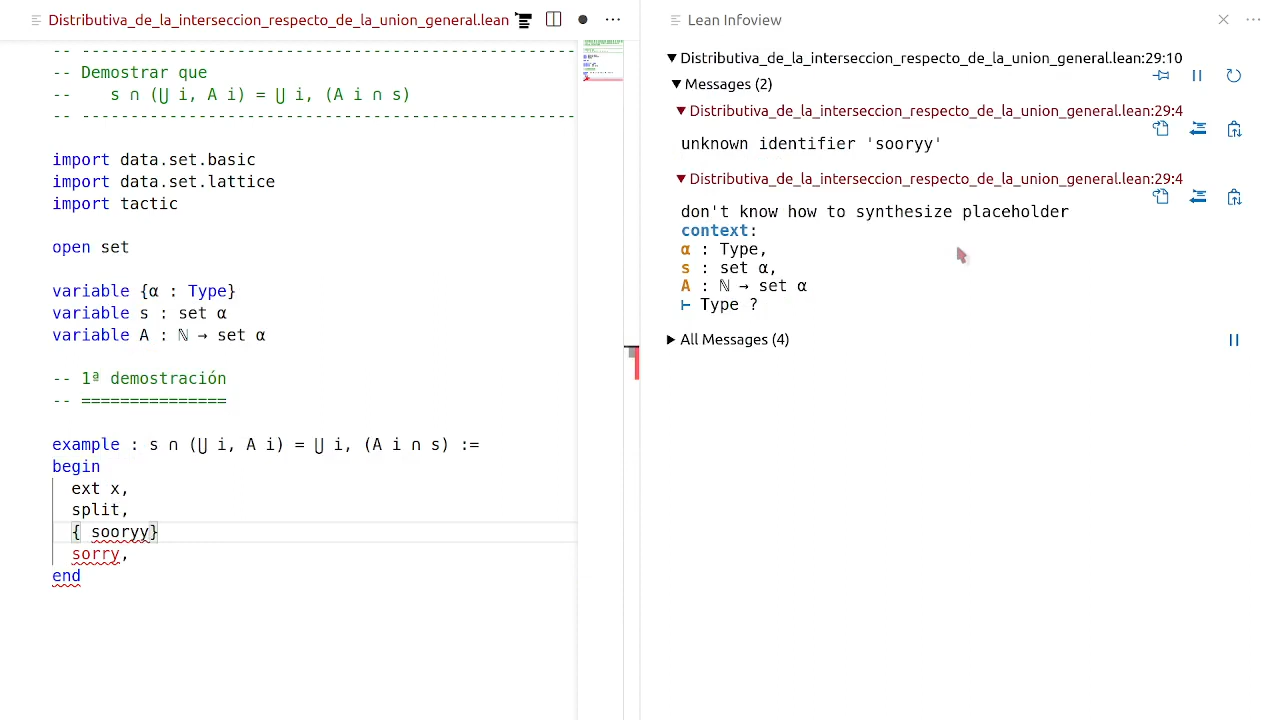 Distributiva_de_la_interseccion_respecto_de_la_union_general.lean
-- ---------------------------------------------------
-- Demostrar que
--    s ∩ (⋃ i, A i) = ⋃ i, (A i ∩ s)
-- ---------------------------------------------------
import data.set.basic
import data.set.lattice
import tactic
open set
variable {α : Type}
variable s : set α
variable A : ℕ → set α
-- 1ª demostración
-- ===============
example : s ∩ (⋃ i, A i) = ⋃ i, (A i ∩ s) :=
begin
  ext x,
  split,
  { sooryy}
  sorry,
end
Lean Infoview
▼Distributiva_de_la_interseccion_respecto_de_la_union_general.lean:29:10
▼Messages (2)
▼Distributiva_de_la_interseccion_respecto_de_la_union_general.lean:29:4
unknown identifier 'sooryy'
▼Distributiva_de_la_interseccion_respecto_de_la_union_general.lean:29:4
don't know how to synthesize placeholder
context:
α : Type,
s : set α,
A : ℕ → set α
⊢ Type ?
▶All Messages (4)